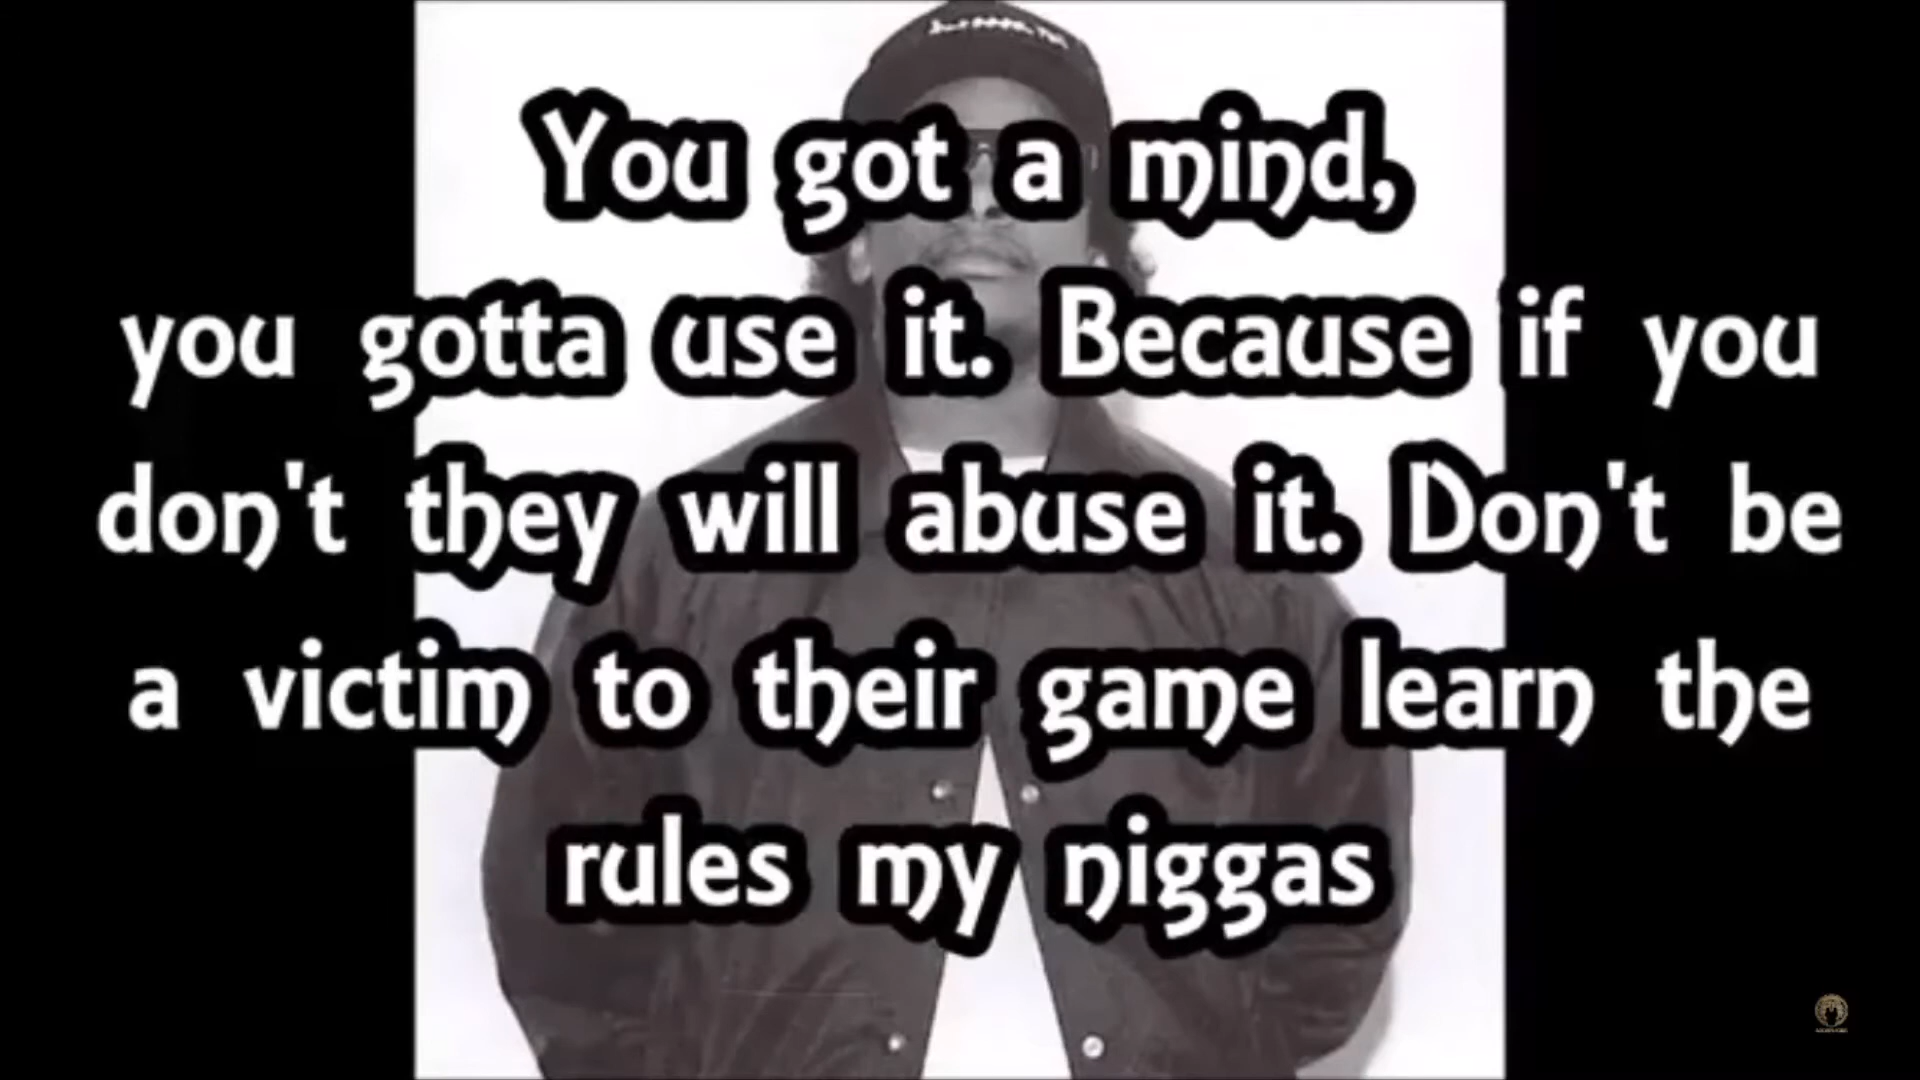 You got a mind,
you gotta use it. Because if you
don't they will abuse it. Don't be
a victim to their game learn the
rules my niggas